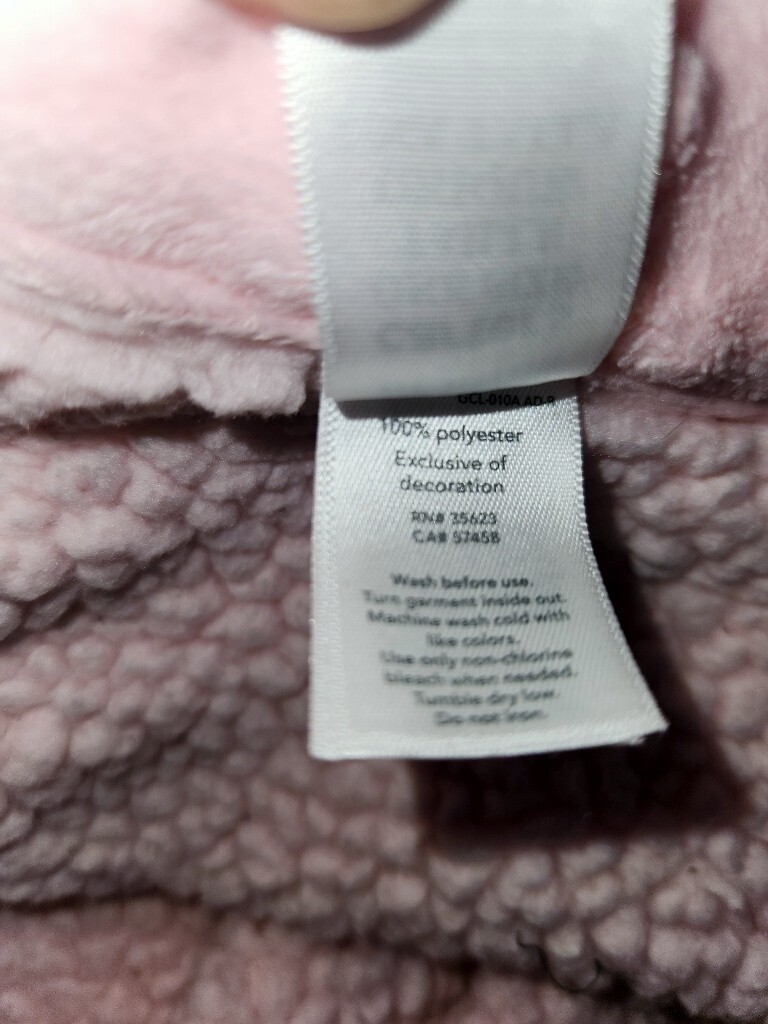 GCL-010A AD-R
100% polyester
Exclusive of
decoration
RN# 35623
CA# 57458
Wash before use.
Turn garment inside out.
Machine wash cold with
like colors.
Use only non-chlorine
bleach when needed.
Tumble dry low.
Do not iron.